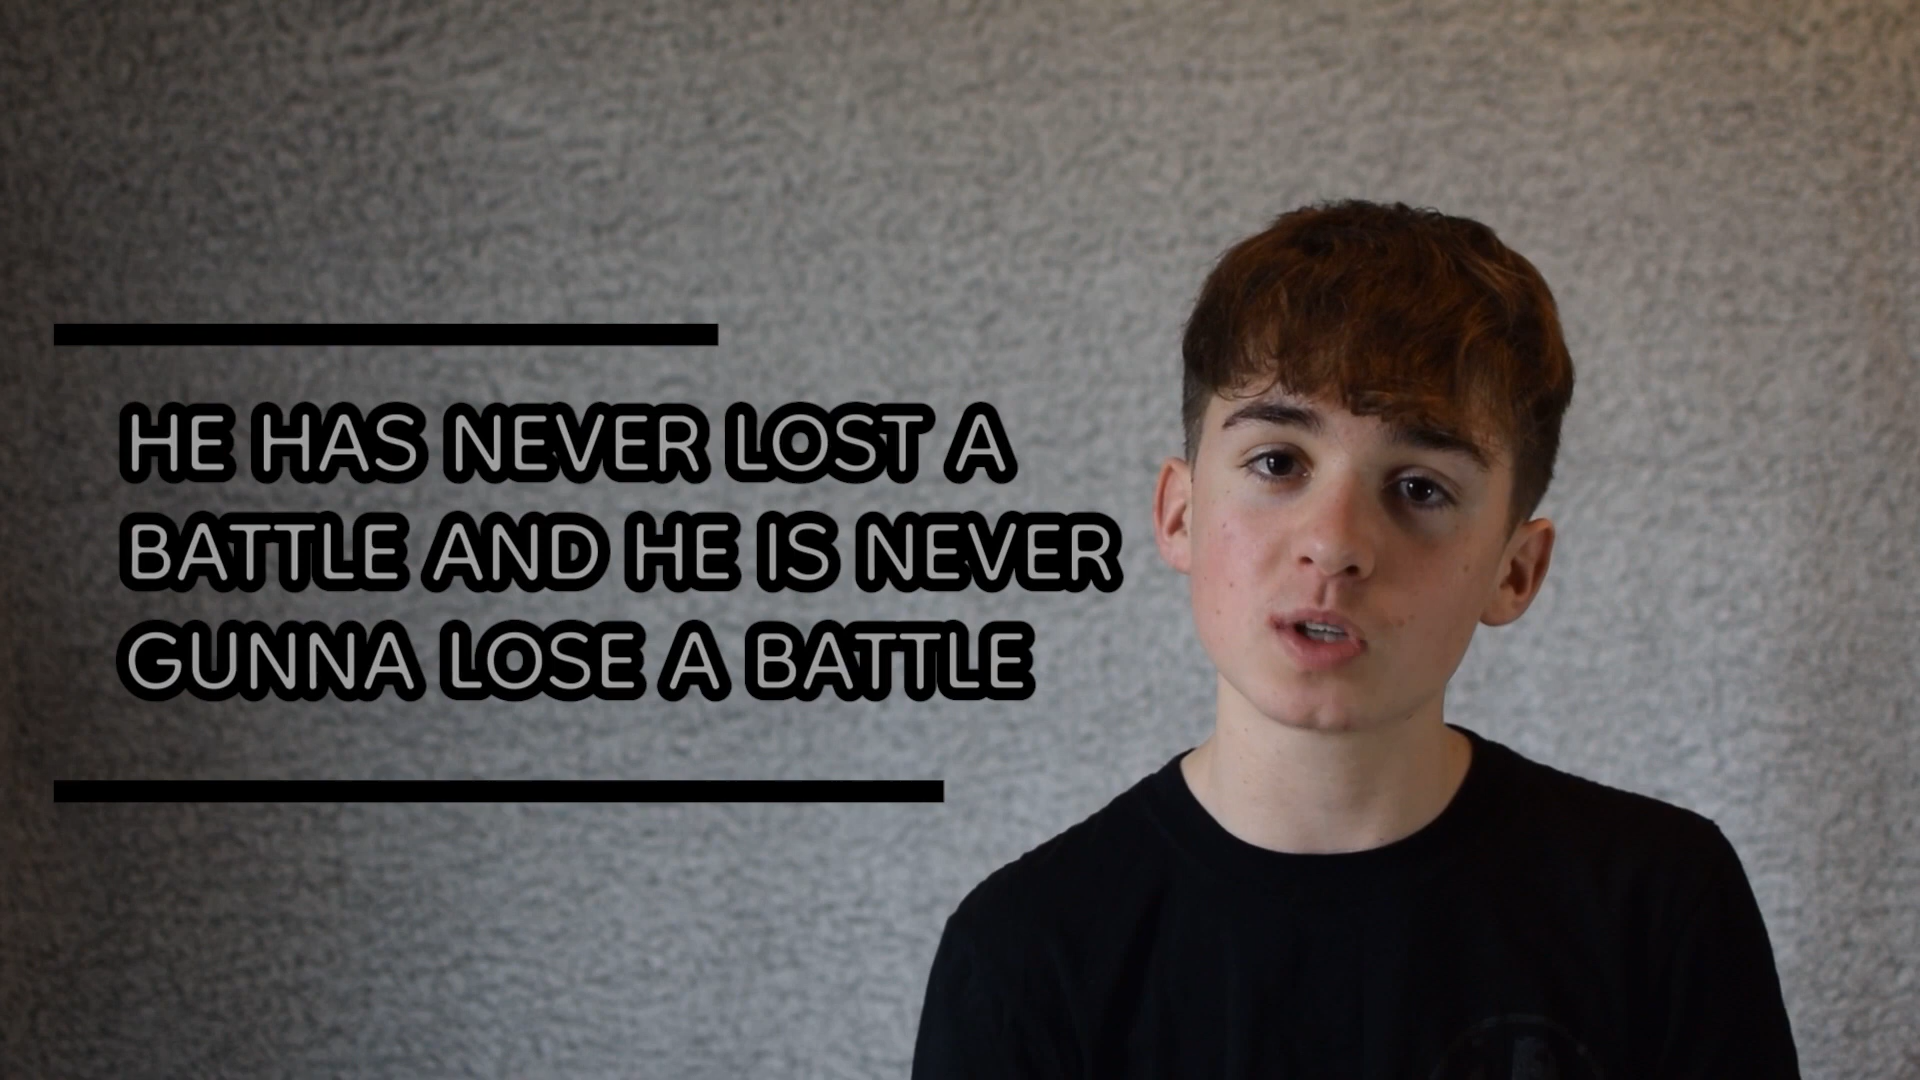 HE HAS NEVER LOST A
BATTLE AND HE IS NEVER
GUNNA LOSE A BATTLE